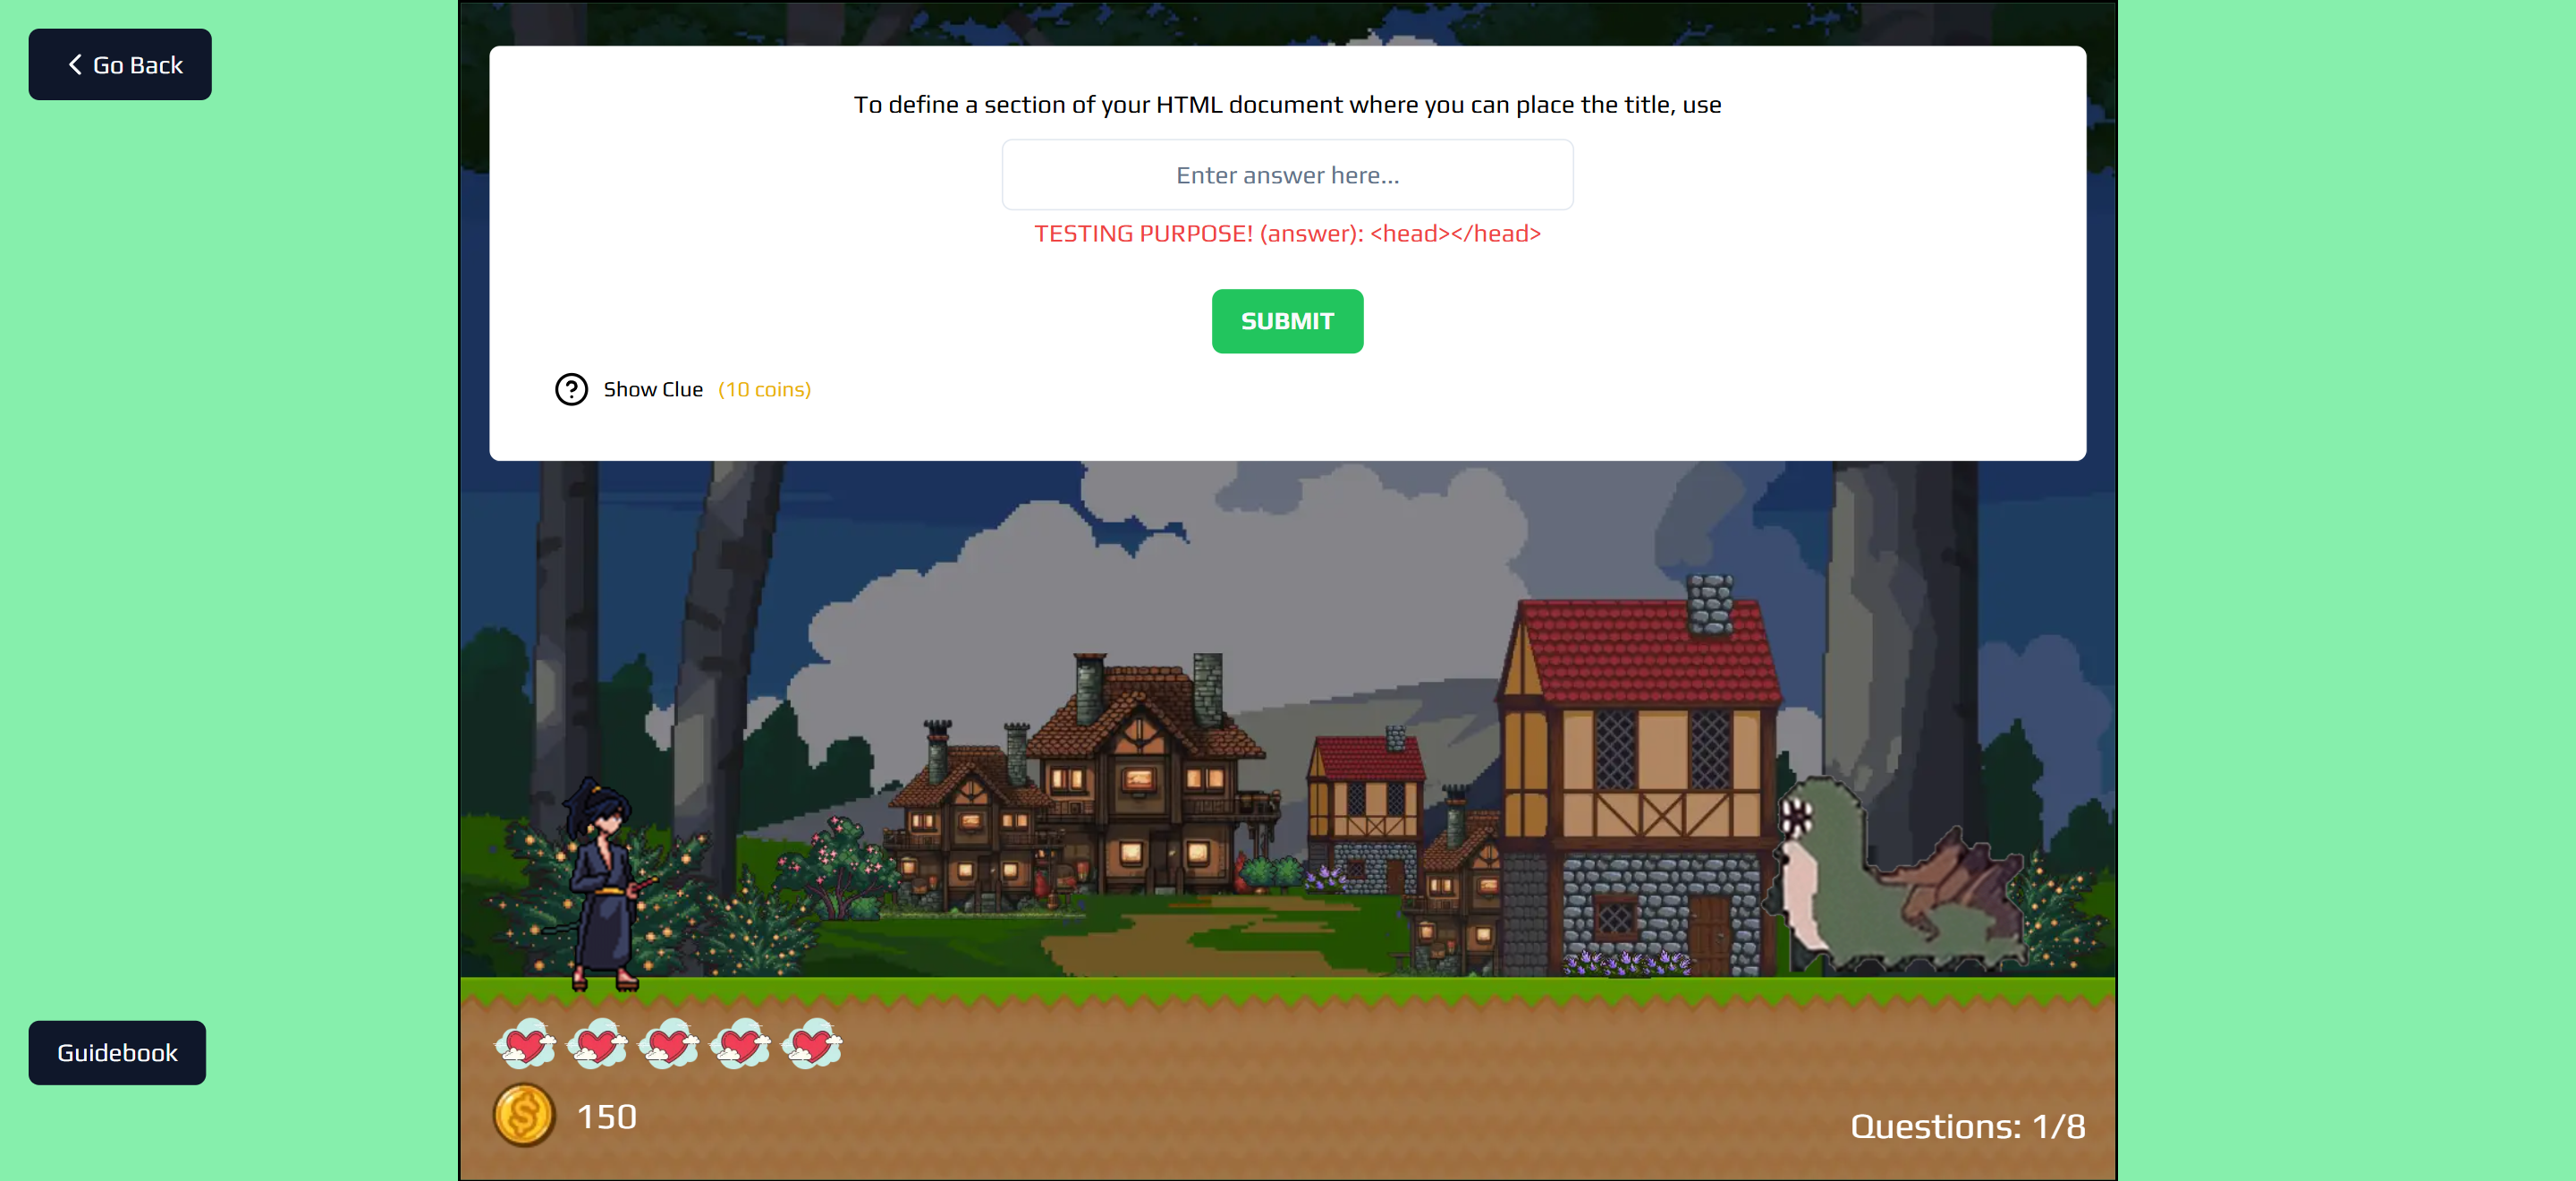 Go Back
To define a section of your HTML document where you can place the title, use
Enter answer here...
TESTING PURPOSE! (answer): <head></head>
SUBMIT
Show Clue (10 coins)
Guidebook
150
Questions: 1/8